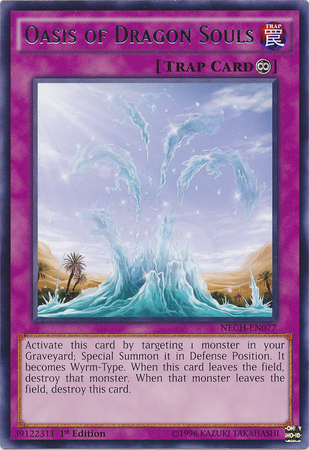 Oasis of Dragon Souls
TRAP
罠
[Trap Card]
NECH-EN077
Activate this card by targeting 1 monster in your
Graveyard; Special Summon it in Defense Position. It
becomes Wyrm-Type. When this card leaves the field,
destroy that monster. When that monster leaves the
field, destroy this card.
39122311 1st Edition ©1996 KAZUKI TAKAHASHI